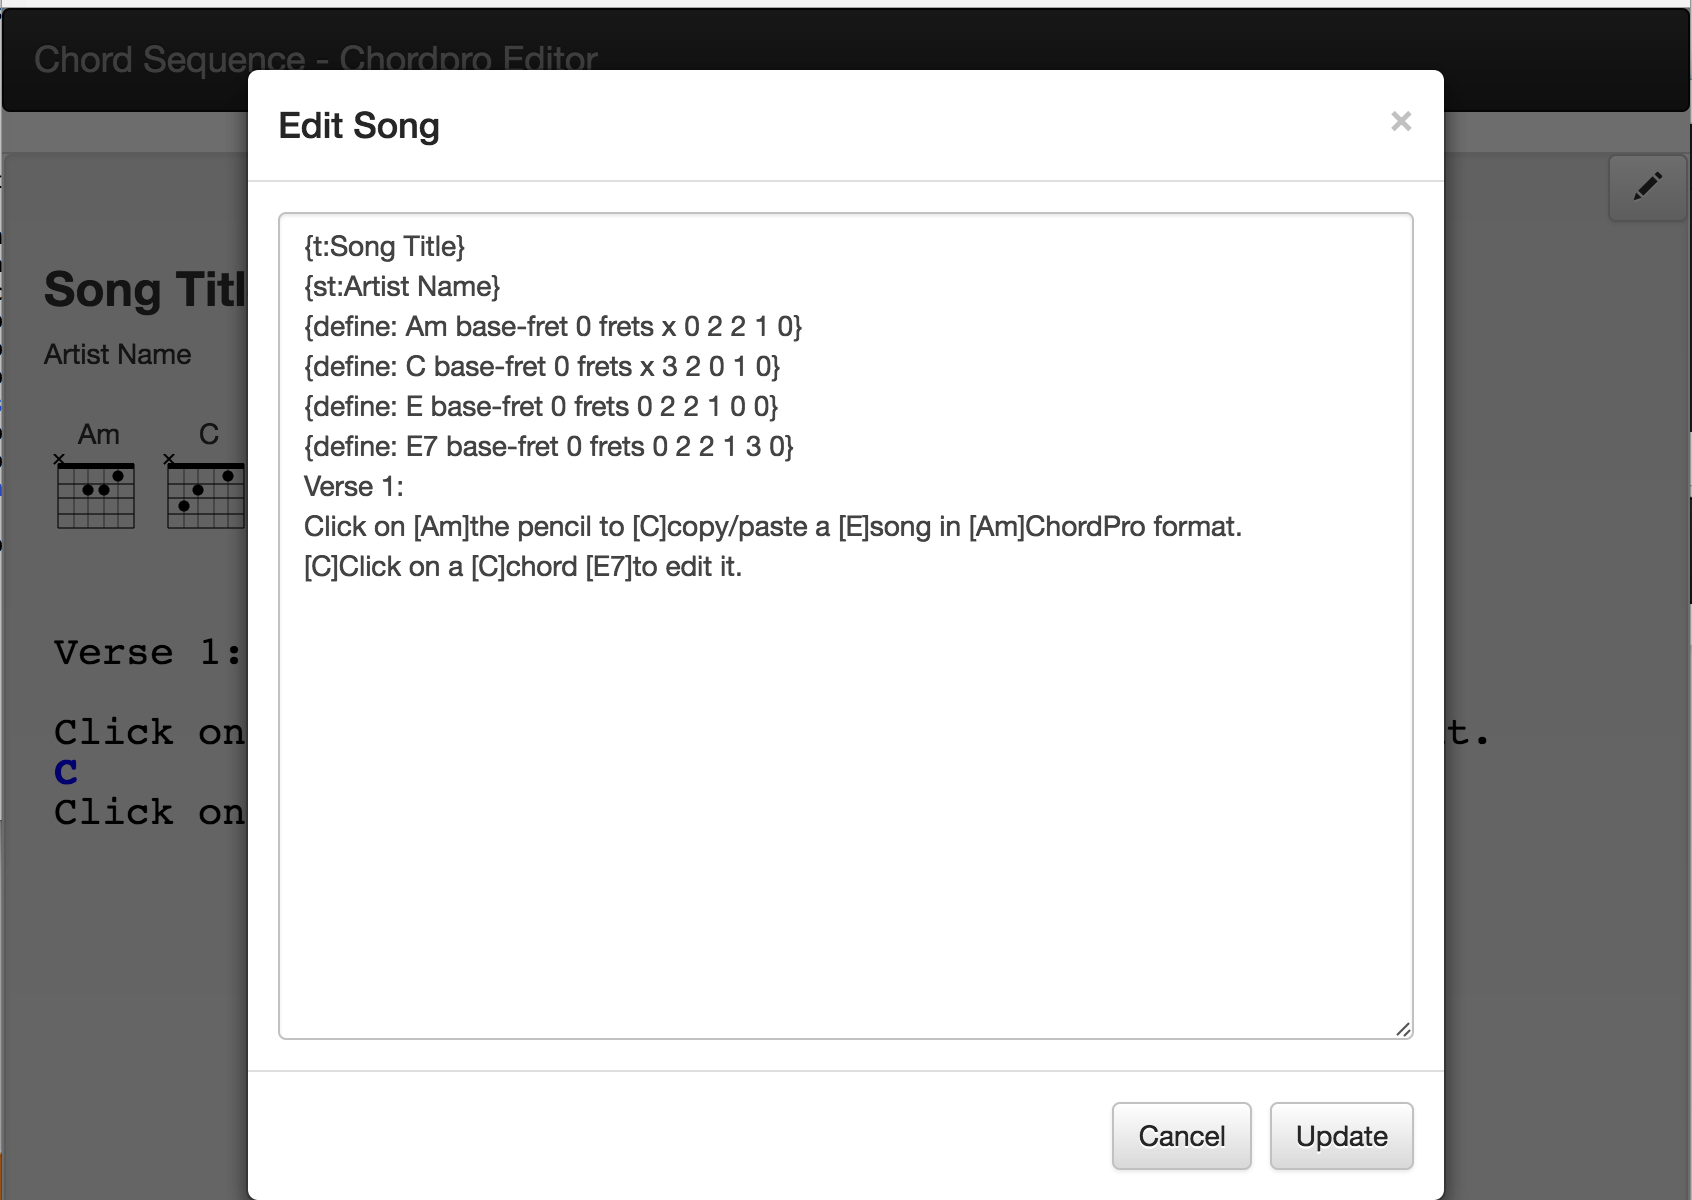 Chord Sequence - Chordpro Editor
Edit Song
×
{t:Song Title}
{st:Artist Name}
{define: Am base-fret 0 frets x 0 2 2 1 0}
{define: C base-fret 0 frets x 3 2 0 1 0}
{define: E base-fret 0 frets 0 2 2 1 0 0}
{define: E7 base-fret 0 frets 0 2 2 1 3 0}
Verse 1:
Click on [Am]the pencil to [C]copy/paste a [E]song in [Am]ChordPro format.
[C]Click on a [C]chord [E7]to edit it.
Cancel Update
Song Titl
Artist Name
Am C
x x
Verse 1:
Click on t.
C
Click on